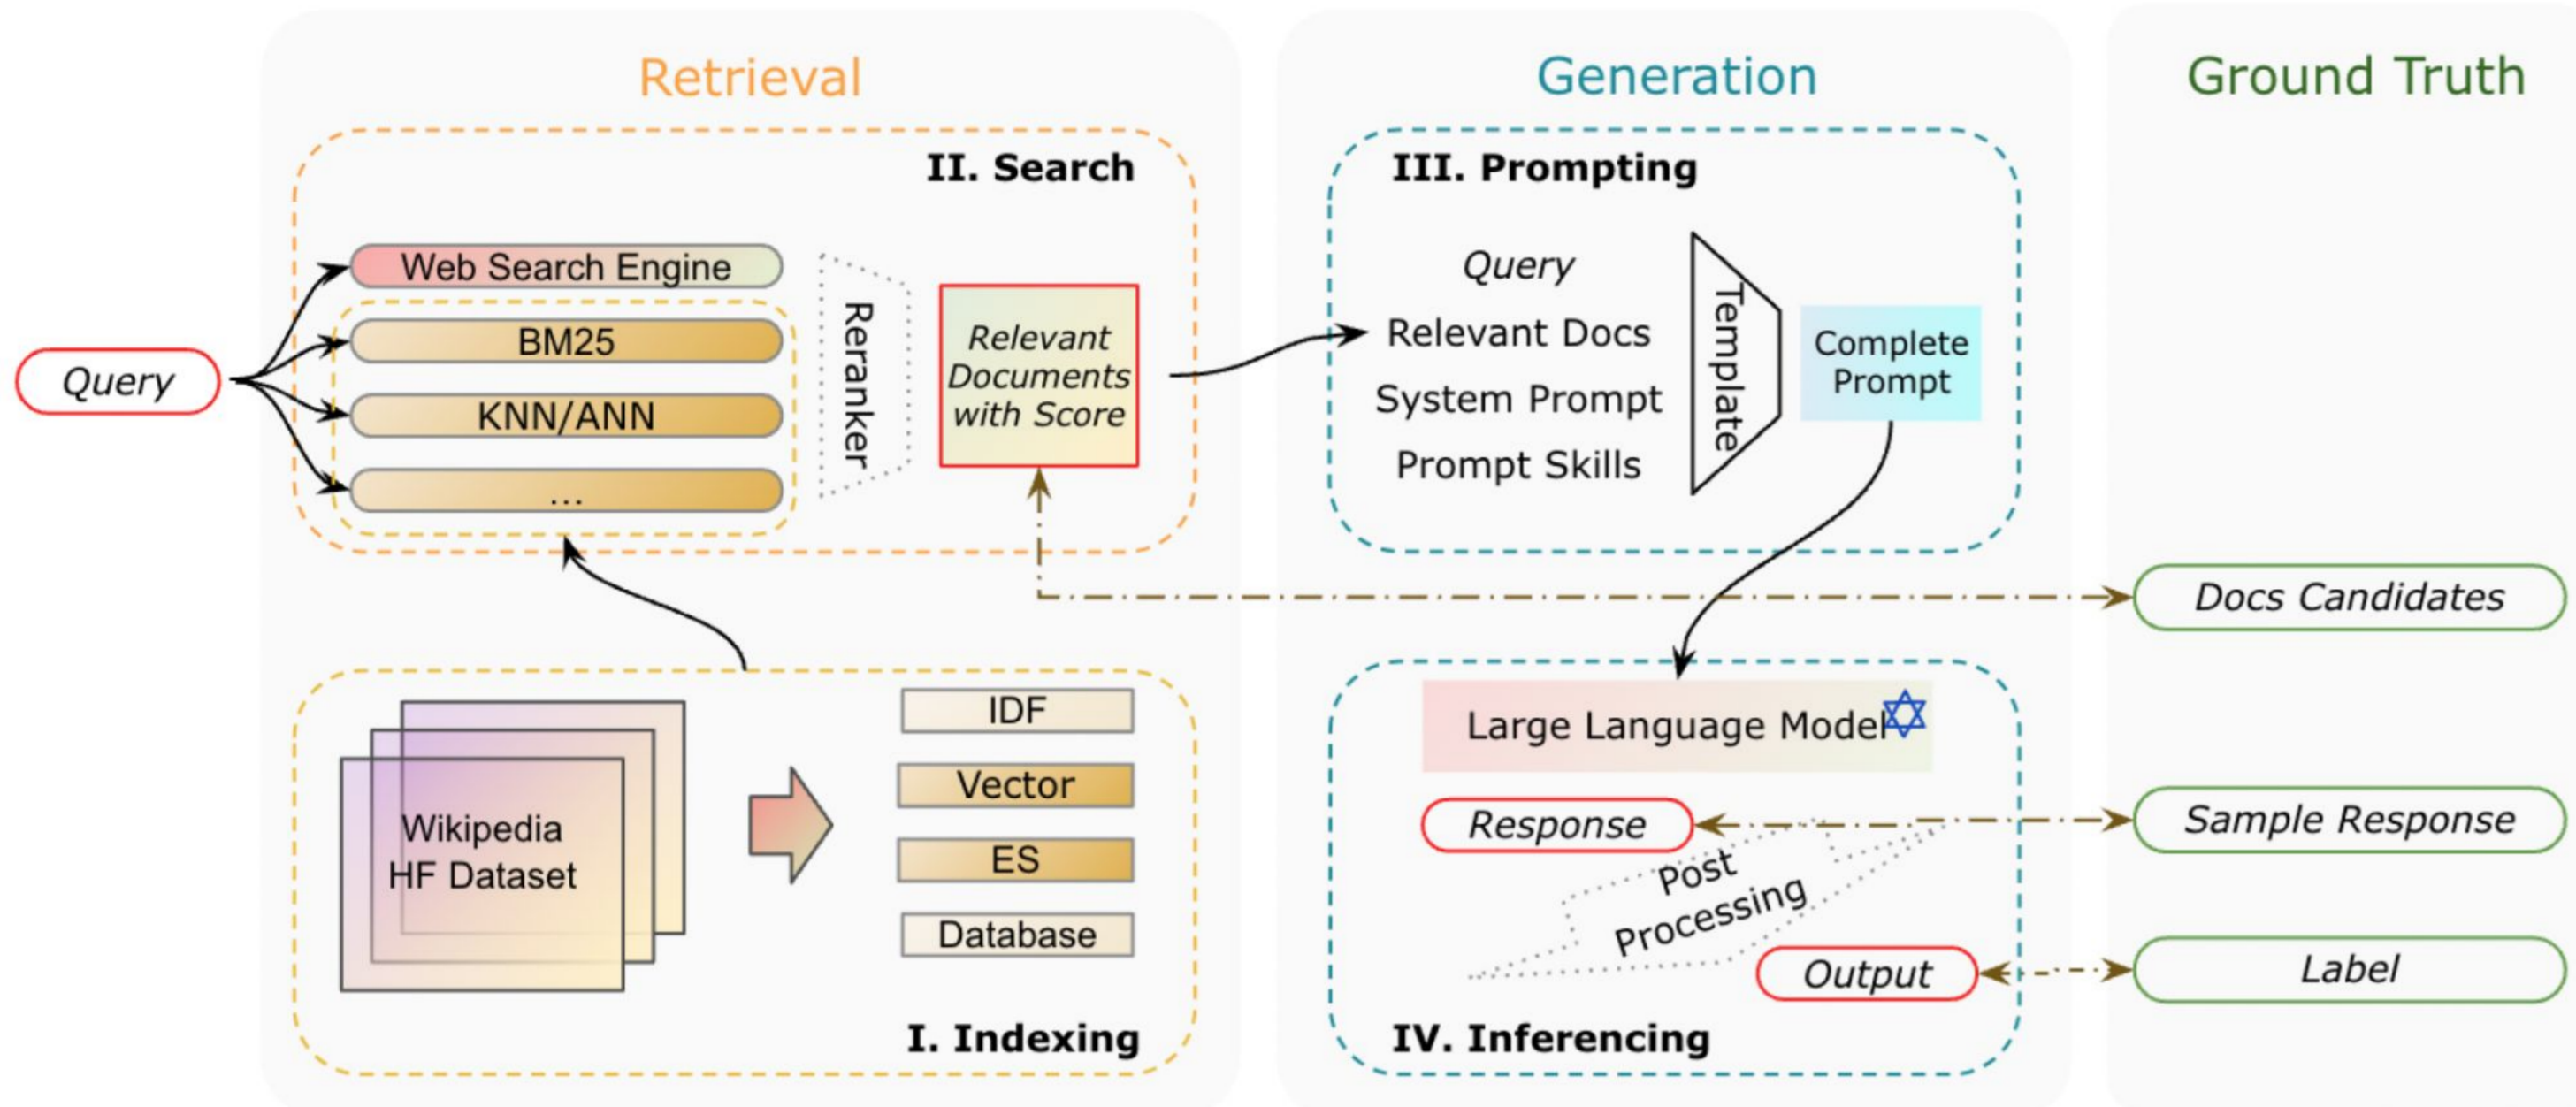 Retrieval
Generation
Ground Truth
II. Search
Query
Web Search Engine
BM25
KNN/ANN
...
Reranker
Relevant
Documents
with Score
III. Prompting
Query
Relevant Docs
System Prompt
Prompt Skills
Template
Complete
Prompt
Wikipedia
HF Dataset
IDF
Vector
ES
Database
I. Indexing
Large Language Model
Response
Post
Processing
Output
IV. Inferencing
Docs Candidates
Sample Response
Label